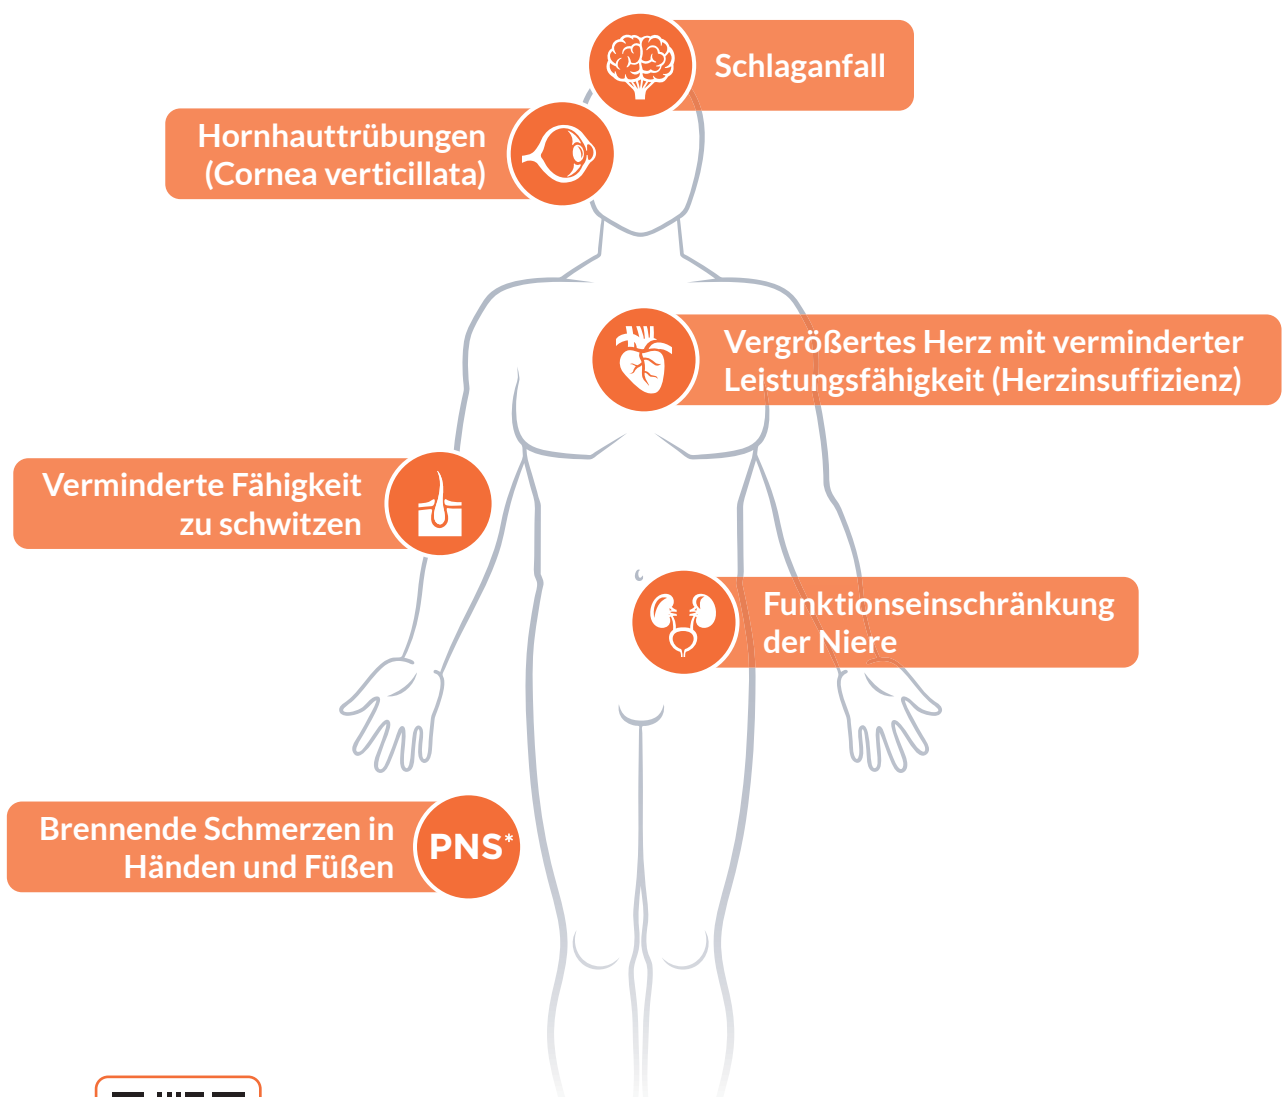 Schlaganfall
Hornhauttrübungen
(Cornea verticillata)
Vergrößertes Herz mit verminderter
Leistungsfähigkeit (Herzinsuffizienz)
Verminderte Fähigkeit
zu schwitzen
Funktionseinschränkung
der Niere
Brennende Schmerzen in
Händen und Füßen
PNS*